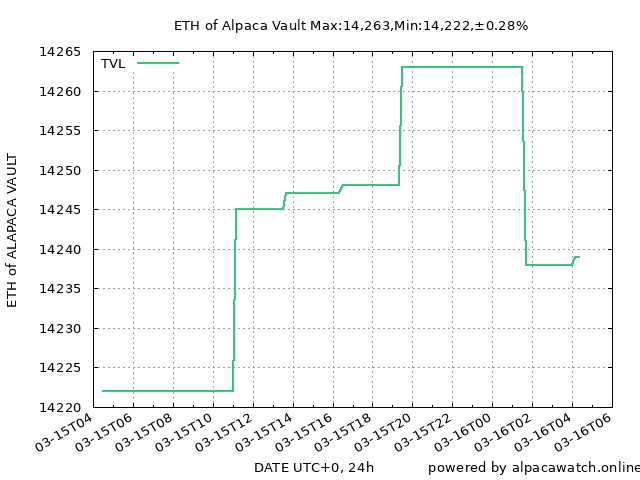 ETH of Alpaca Vault Max:14,263,Min:14,222,±0.28%
TVL
14265
14260
14255
14250
14245
14240
14235
14230
14225
14220
ETH of ALAPACA VAULT
03-15T04
03-15T06
03-15T08
03-15T10
03-15T12
03-15T14
03-15T16
03-15T18
03-15T20
03-15T22
03-16T00
03-16T02
03-16T04
03-16T06
DATE UTC+0, 24h
powered by alpacawatch.online